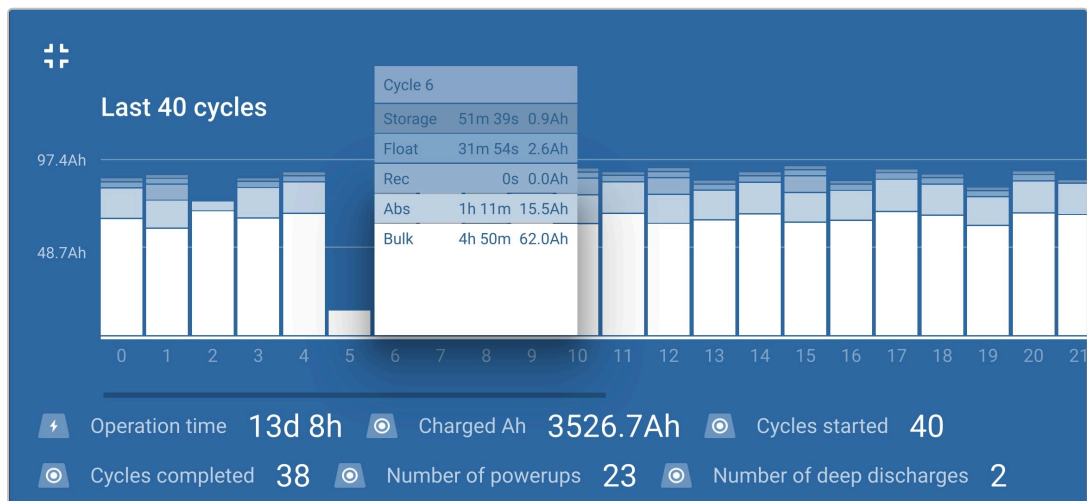 Last 40 cycles
97.4Ah
48.7Ah
Cycle 6
Storage 51m 39s 0.9Ah
Float 31m 54s 2.6Ah
Rec 0s 0.0Ah
Abs 1h 11m 15.5Ah
Bulk 4h 50m 62.0Ah
0 1 2 3 4 5 6 7 8 9 10 11 12 13 14 15 16 17 18 19 20 21
Operation time 13d 8h Charged Ah 3526.7Ah Cycles started 40
Cycles completed 38 Number of powerups 23 Number of deep discharges 2